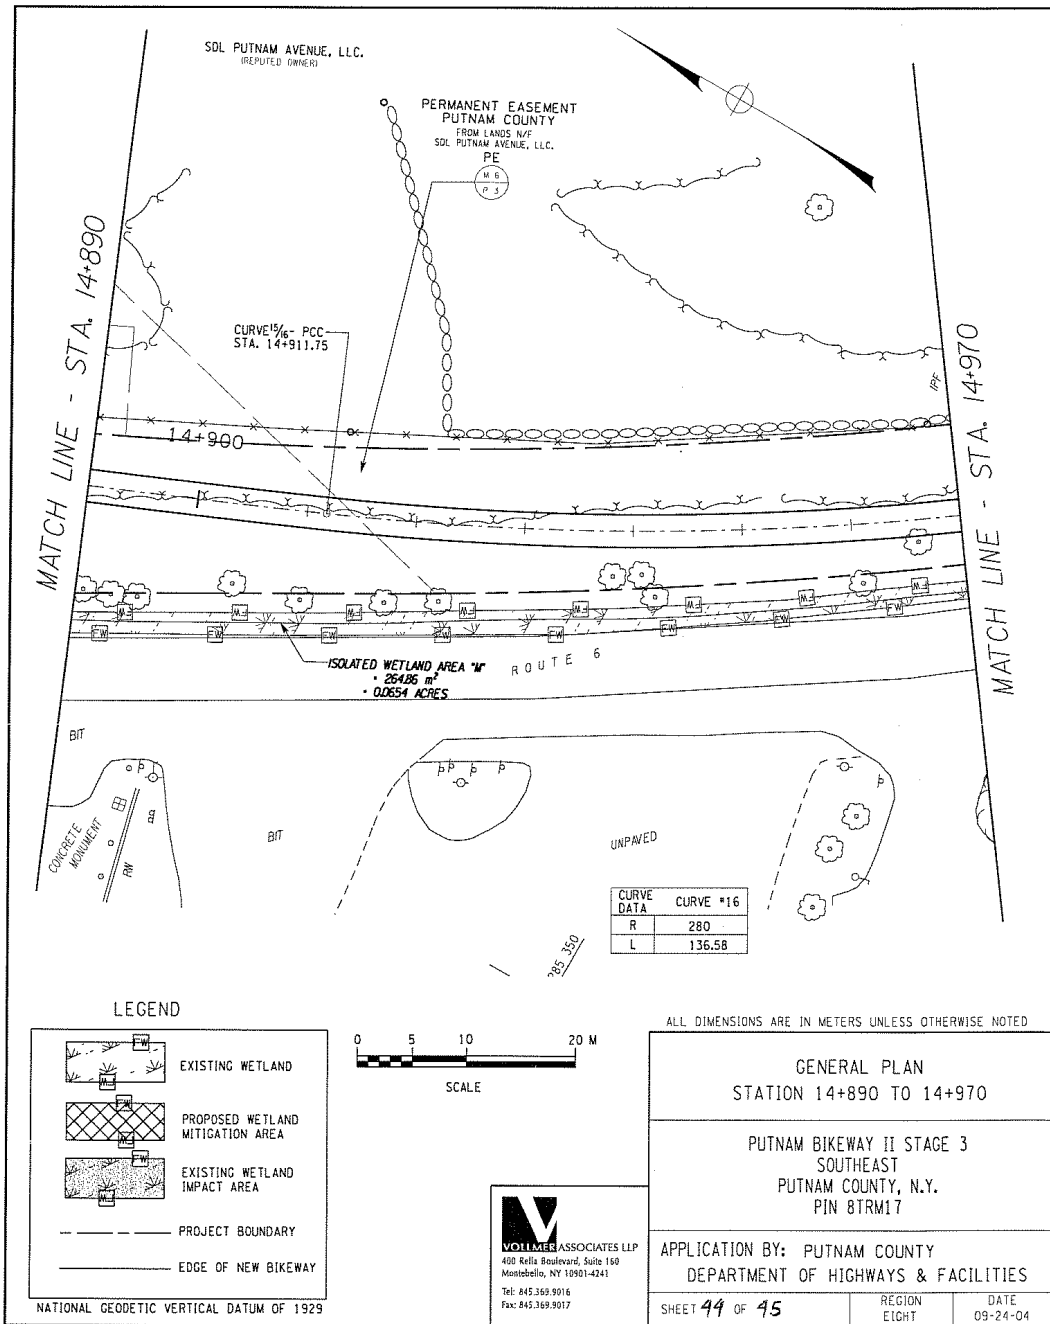 SDL PUTNAM AVENUE, LLC.
(REPUTED OWNER)
PERMANENT EASEMENT
PUTNAM COUNTY
FROM LANDS N/F
SDL PUTNAM AVENUE, LLC.
PE
M 6
P 3
MATCH LINE - STA. 14+890
MATCH LINE - STA. 14+970
CURVE 15/16 - PCC
STA. 14+911.75
IPF
14+900
ISOLATED WETLAND AREA "M"
• 264.86 m²
• 0.0654 ACRES
ROUTE 6
BIT
CONCRETE
MONUMENT
RW
BIT
UNPAVED
CURVE DATA CURVE #16
R 280
L 136.58
285 350
LEGEND
FW
EXISTING WETLAND
FW
FW
PROPOSED WETLAND
MITIGATION AREA
FW
FW
EXISTING WETLAND
IMPACT AREA
FW
PROJECT BOUNDARY
EDGE OF NEW BIKEWAY
NATIONAL GEODETIC VERTICAL DATUM OF 1929
0 5 10 20 M
SCALE
VOLLMER ASSOCIATES LLP
400 Rella Boulevard, Suite 160
Montebello, NY 10901-4241
Tel: 845.369.9016
Fax: 845.369.9017
ALL DIMENSIONS ARE IN METERS UNLESS OTHERWISE NOTED
GENERAL PLAN
STATION 14+890 TO 14+970
PUTNAM BIKEWAY II STAGE 3
SOUTHEAST
PUTNAM COUNTY, N.Y.
PIN 8TRM17
APPLICATION BY: PUTNAM COUNTY
DEPARTMENT OF HIGHWAYS & FACILITIES
SHEET 44 OF 45
REGION
EIGHT
DATE
09-24-04